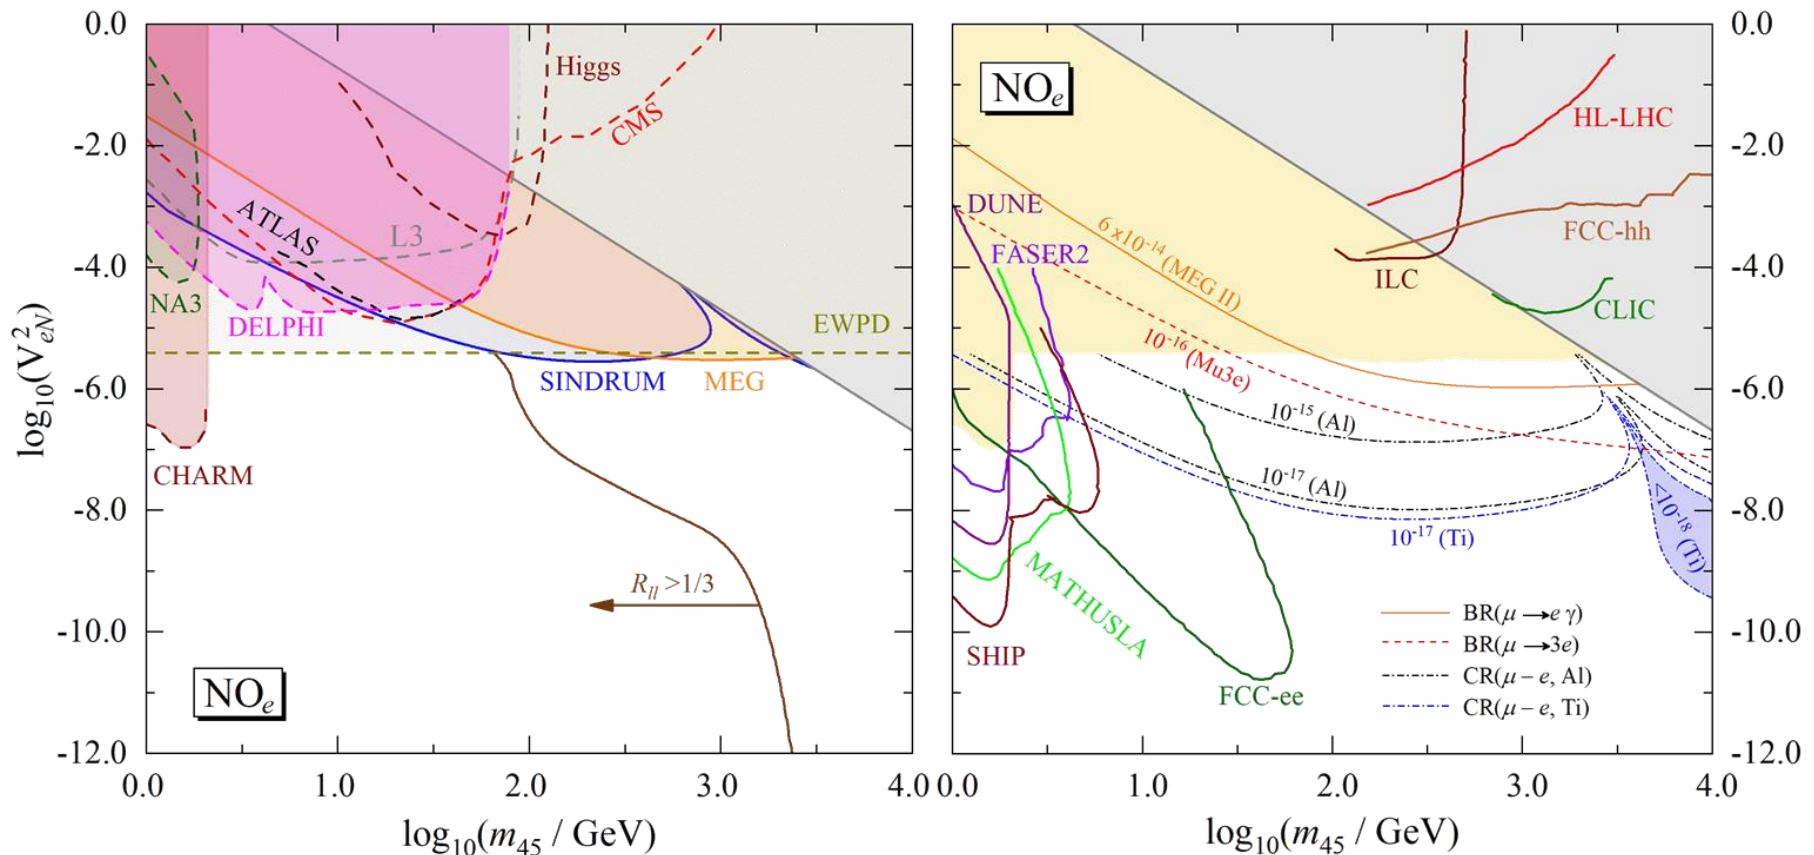 0.0
-2.0
-4.0
-6.0
-8.0
-10.0
-12.0
log₁₀(V²ₑN)
Higgs
CMS
ATLAS
L3
NA3
DELPHI
EWPD
SINDRUM
MEG
CHARM
R_ll >1/3
NOₑ
0.0 1.0 2.0 3.0 4.0
log₁₀(m₄₅ / GeV)
NOₑ
HL-LHC
DUNE
FCC-hh
FASER2
6×10⁻¹⁴ (MEG II)
ILC
CLIC
10⁻¹⁶ (Mu3e)
10⁻¹⁵ (Al)
10⁻¹⁷ (Al)
10⁻¹⁷ (Ti)
<10⁻¹⁸ (Ti)
MATHUSLA
SHIP
FCC-ee
BR(μ→e γ)
BR(μ→3e)
CR(μ – e, Al)
CR(μ – e, Ti)
0.0 1.0 2.0 3.0 4.0
log₁₀(m₄₅ / GeV)
0.0
-2.0
-4.0
-6.0
-8.0
-10.0
-12.0